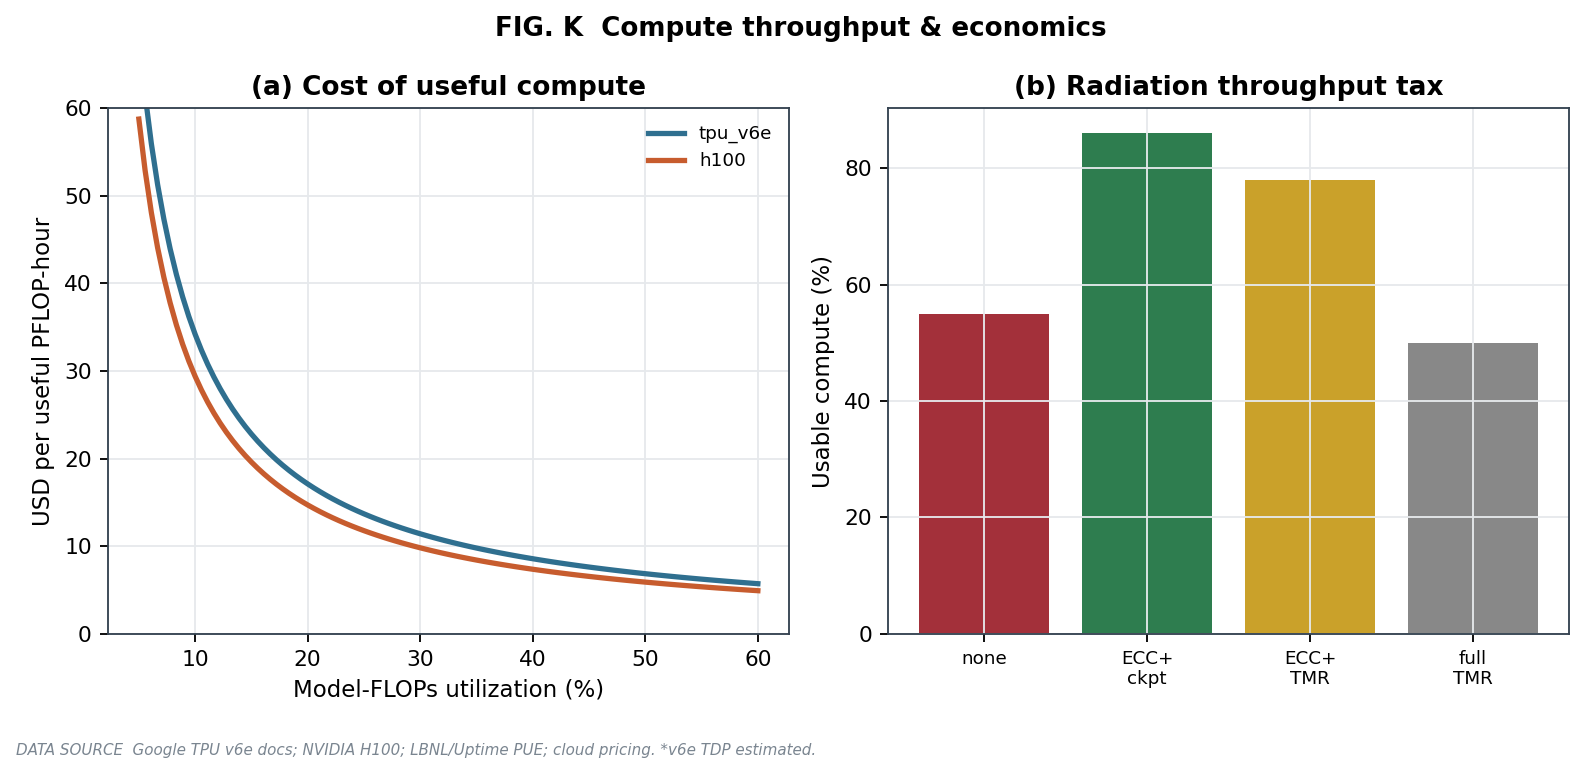 FIG. K  Compute throughput & economics
(a) Cost of useful compute
USD per useful PFLOP-hour
60
50
40
30
20
10
0
tpu_v6e
h100
10 20 30 40 50 60
Model-FLOPs utilization (%)
(b) Radiation throughput tax
Usable compute (%)
80
60
40
20
0
none
ECC+
ckpt
ECC+
TMR
full
TMR
DATA SOURCE  Google TPU v6e docs; NVIDIA H100; LBNL/Uptime PUE; cloud pricing. *v6e TDP estimated.